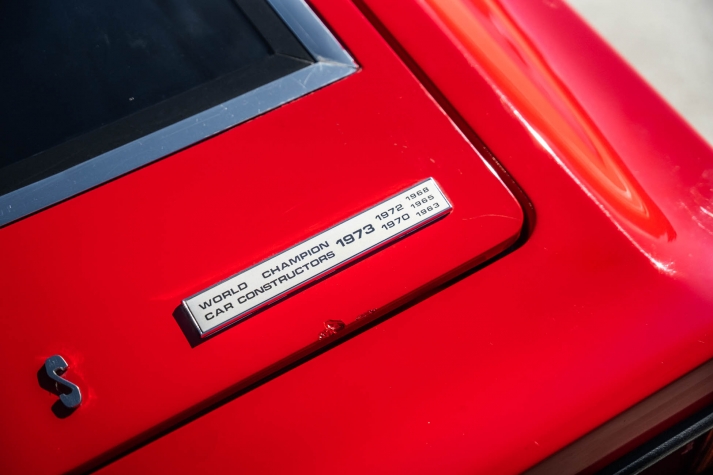 WORLD CHAMPION
CAR CONSTRUCTORS
1973
1972
1970
1968
1965
1963
S